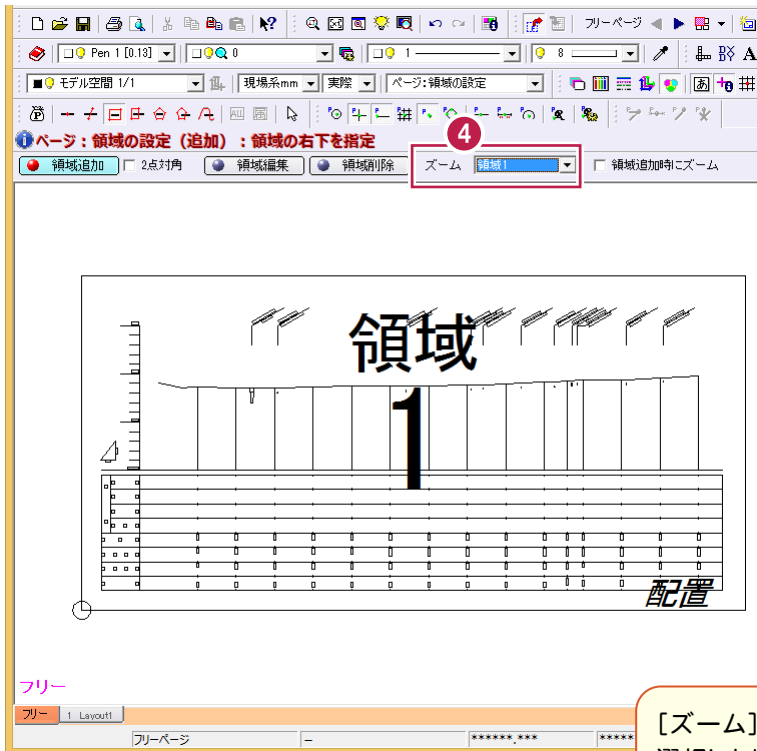 フリーページ
Pen 1 [0.13] 0 1 8
モデル空間 1/1 現場系mm 実際 ページ:領域の設定 あ
ページ：領域の設定（追加）：領域の右下を指定
4
領域追加 2点対角 領域編集 領域削除 ズーム 領域1 領域追加時にズーム
領域
1
配置
フリー
フリー 1 Layout1
[ズーム]
フリーページ − ******.*** *****